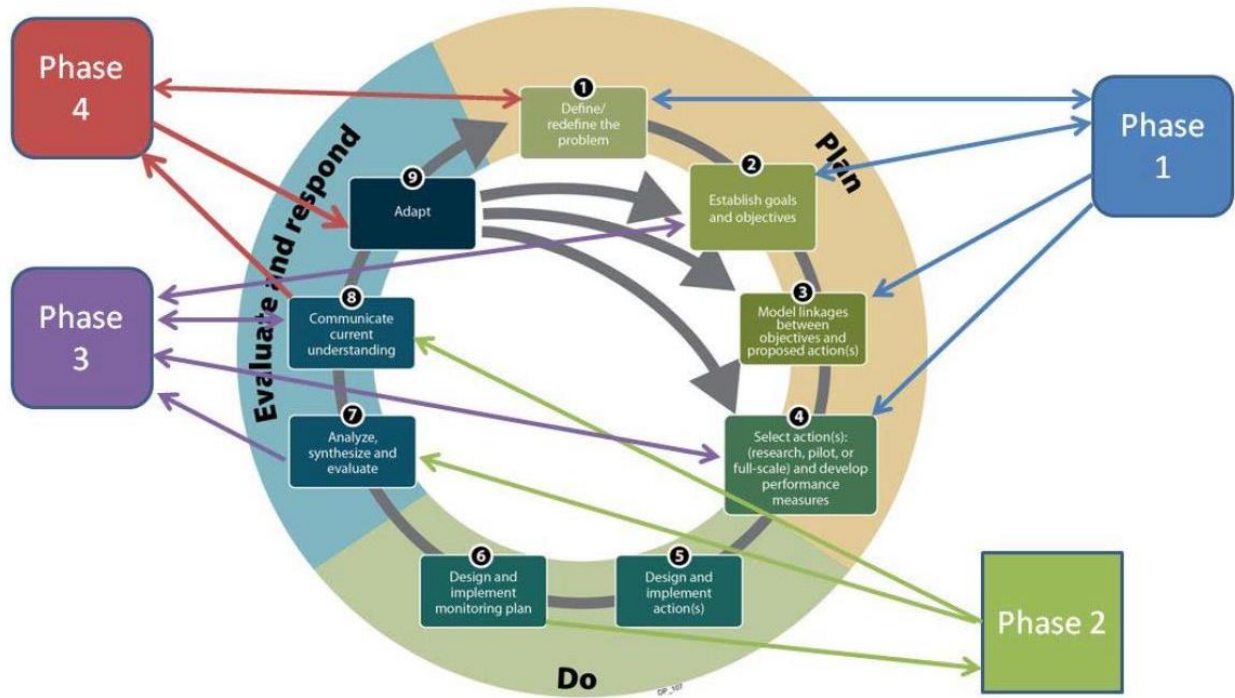 Phase
4
Phase
1
Phase
3
Phase 2
Plan
Do
Evaluate and respond
1
Define/
redefine the
problem
2
Establish goals
and objectives
3
Model linkages
between
objectives and
proposed action(s)
4
Select action(s):
(research, pilot, or
full-scale) and develop
performance
measures
5
Design and
implement
action(s)
6
Design and
implement
monitoring plan
7
Analyze,
synthesize and
evaluate
8
Communicate
current
understanding
9
Adapt
DP_107